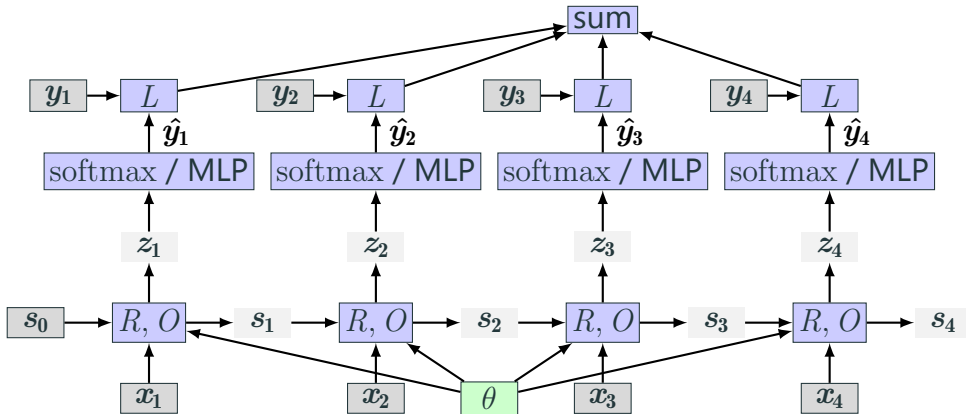 sum
y₁ L y₂ L y₃ L y₄ L
ŷ₁ ŷ₂ ŷ₃ ŷ₄
softmax / MLP softmax / MLP softmax / MLP softmax / MLP
z₁ z₂ z₃ z₄
s₀ R, O s₁ R, O s₂ R, O s₃ R, O s₄
x₁ x₂ θ x₃ x₄